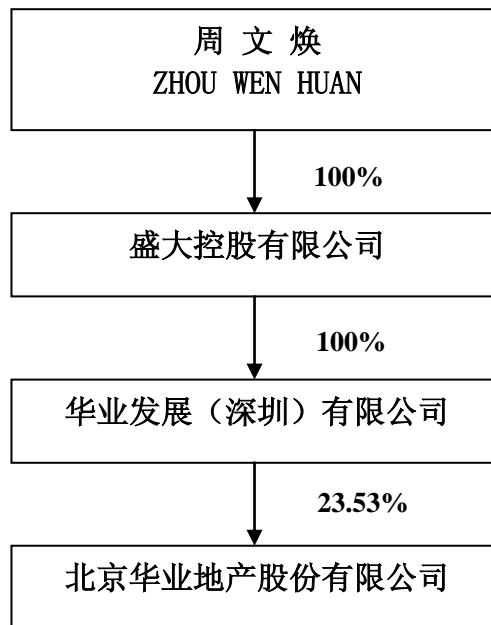 周 文 焕
ZHOU WEN HUAN
100%
盛大控股有限公司
100%
华业发展（深圳）有限公司
23.53%
北京华业地产股份有限公司